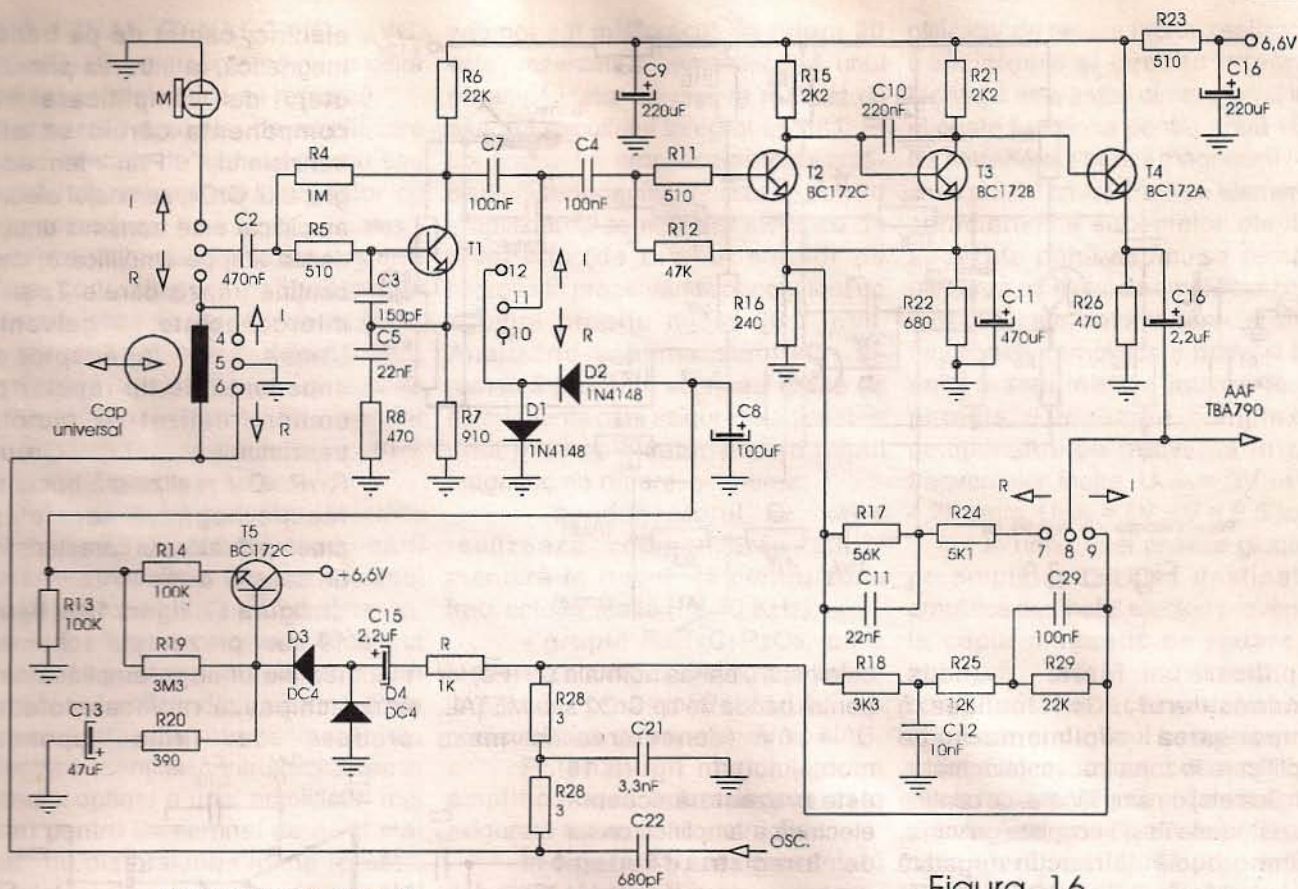 R23
510
6,6V
C16
220uF
M
R6
22K
C9
220uF
R15
2K2
C10
220nF
R21
2K2
R4
1M
C7
100nF
C4
100nF
R11
510
T2
BC172C
T3
BC172B
T4
BC172A
I
R
C2
470nF
R5
510
T1
R12
47K
C3
150pF
C5
22nF
12
11
10
I
R
R16
240
R22
680
C11
470uF
R26
470
C16
2,2uF
4
5
6
I
R
Cap
universal
R8
470
R7
910
D2
1N4148
D1
1N4148
C8
100uF
AAF
TBA790
R
I
7 8 9
R17
56K
R24
5K1
C11
22nF
C29
100nF
R18
3K3
R25
12K
R29
22K
C12
10nF
T5
BC172C
R14
100K
+6,6V
R13
100K
R19
3M3
D3
DC4
C15
2,2uF
R
1K
D4
DC4
C13
47uF
R20
390
R28
3
C21
3,3nF
R28
3
C22
680pF
OSC.
Figura 16